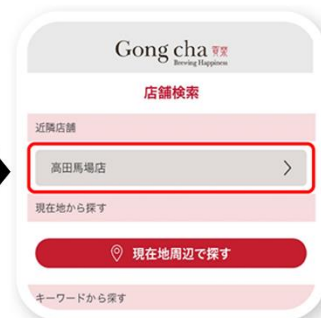 Gong cha 貢茶
Brewing Happiness
店舗検索
近隣店舗
高田馬場店
現在地から探す
現在地周辺で探す
キーワードから探す